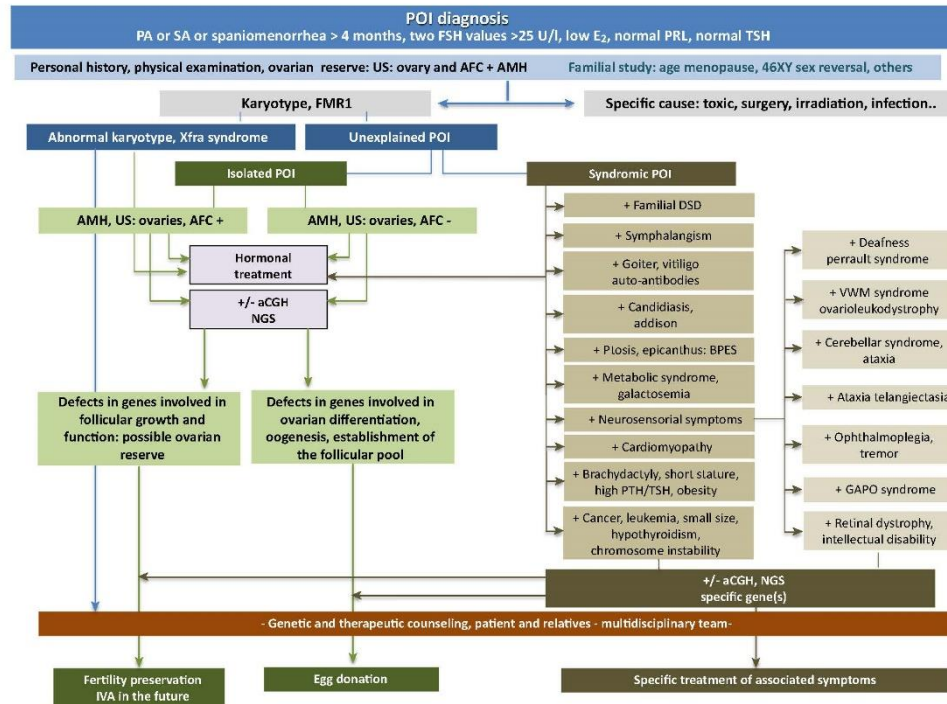 POI diagnosis
PA or SA or spaniomenorrhea > 4 months, two FSH values >25 U/l, low E₂, normal PRL, normal TSH
Personal history, physical examination, ovarian reserve: US: ovary and AFC + AMH
Familial study: age menopause, 46XY sex reversal, others
Karyotype, FMR1
Specific cause: toxic, surgery, irradiation, infection..
Abnormal karyotype, Xfra syndrome
Unexplained POI
Isolated POI
Syndromic POI
AMH, US: ovaries, AFC +
AMH, US: ovaries, AFC -
Hormonal
treatment
+/- aCGH
NGS
Defects in genes involved in
follicular growth and
function: possible ovarian
reserve
Defects in genes involved in
ovarian differentiation,
oogenesis, establishment of
the follicular pool
+ Familial DSD
+ Symphalangism
+ Goiter, vitiligo
auto-antibodies
+ Candidiasis,
addison
+ Ptosis, epicanthus: BPES
+ Metabolic syndrome,
galactosemia
+ Neurosensorial symptoms
+ Cardiomyopathy
+ Brachydactyly, short stature,
high PTH/TSH, obesity
+ Cancer, leukemia, small size,
hypothyroidism,
chromosome instability
+ Deafness
perrault syndrome
+ VWM syndrome
ovarioleukodystrophy
+ Cerebellar syndrome,
ataxia
+ Ataxia telangiectasia
+ Ophthalmoplegia,
tremor
+ GAPO syndrome
+ Retinal dystrophy,
intellectual disability
+/- aCGH, NGS
specific gene(s)
- Genetic and therapeutic counseling, patient and relatives - multidisciplinary team-
Fertility preservation
IVA in the future
Egg donation
Specific treatment of associated symptoms